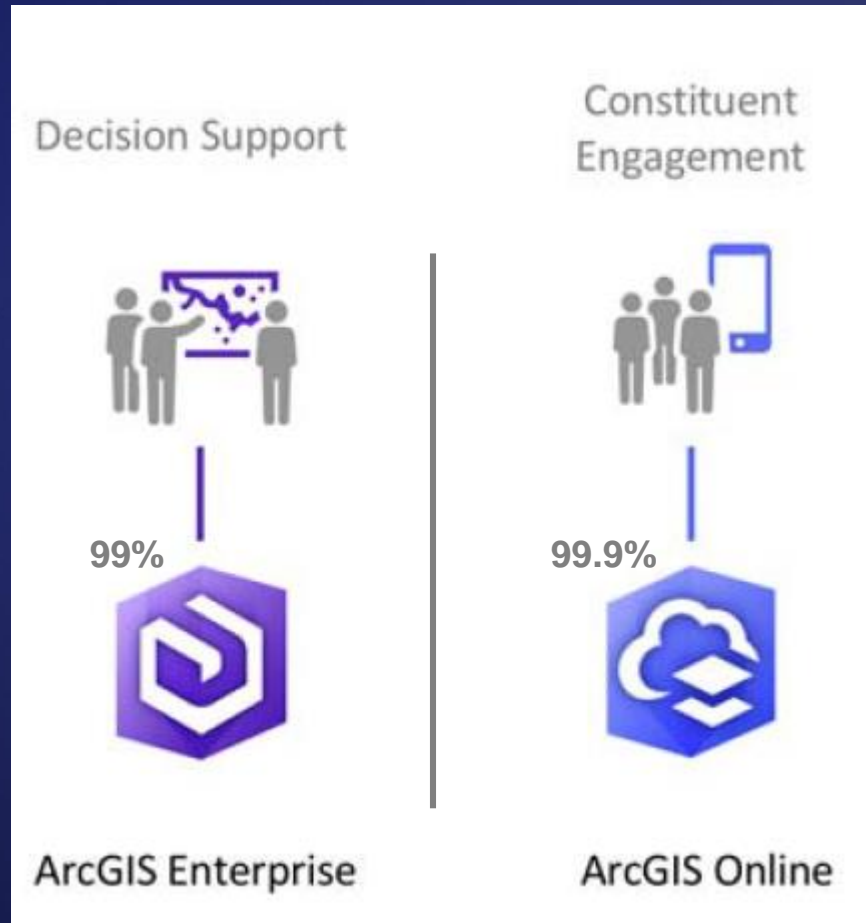 Decision Support
Constituent
Engagement
99%
99.9%
ArcGIS Enterprise
ArcGIS Online